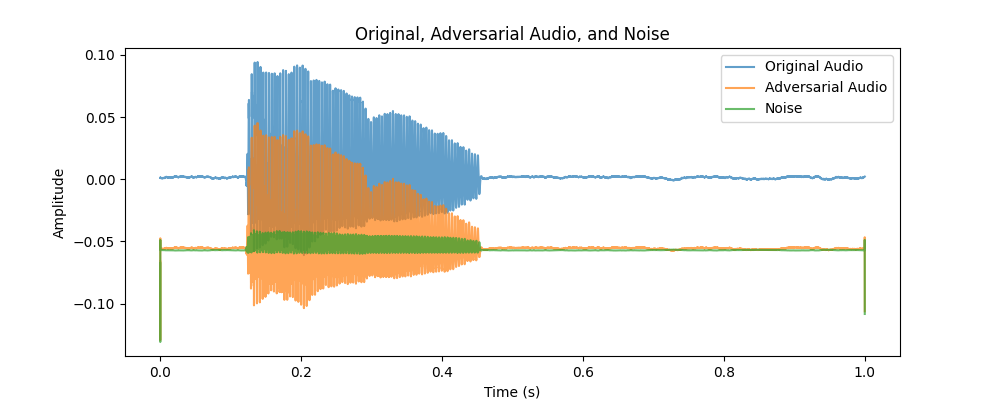 Original, Adversarial Audio, and Noise
Original Audio
Adversarial Audio
Noise
Amplitude
0.10
0.05
0.00
−0.05
−0.10
0.0 0.2 0.4 0.6 0.8 1.0
Time (s)